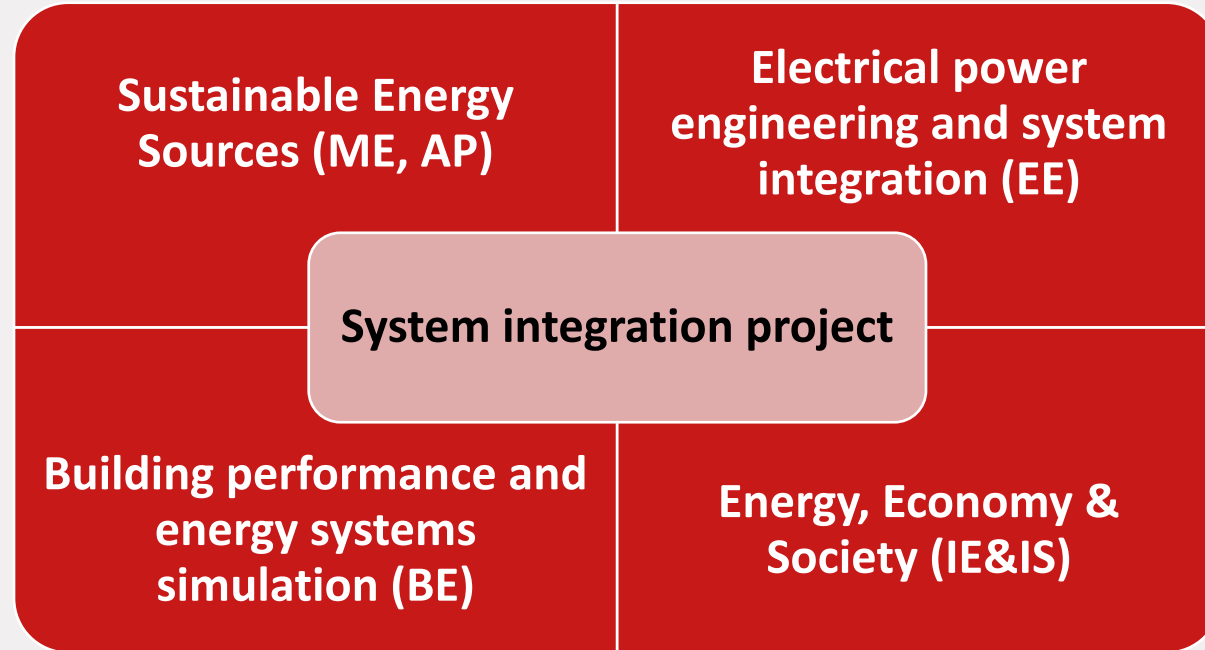 Sustainable Energy
Sources (ME, AP)
Electrical power
engineering and system
integration (EE)
System integration project
Building performance and
energy systems
simulation (BE)
Energy, Economy &
Society (IE&IS)